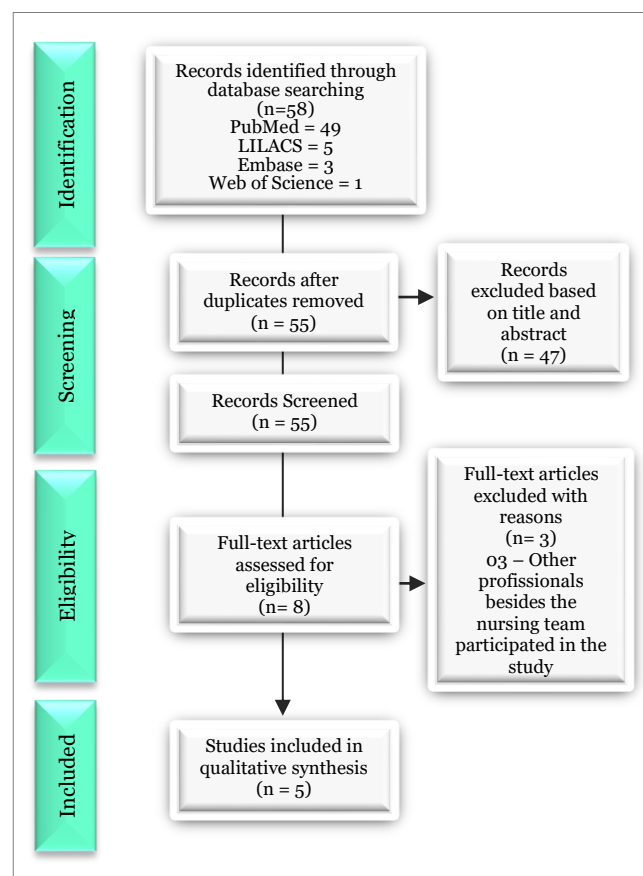 Identification
Records identified through
database searching
(n=58)
PubMed = 49
LILACS = 5
Embase = 3
Web of Science = 1
Screening
Records after
duplicates removed
(n = 55)
Records
excluded based
on title and
abstract
(n = 47)
Records Screened
(n = 55)
Eligibility
Full-text articles
assessed for
eligibility
(n= 8)
Full-text articles
excluded with
reasons
(n= 3)
03 – Other
profissionals
besides the
nursing team
participated in the
study
Included
Studies included in
qualitative synthesis
(n = 5)